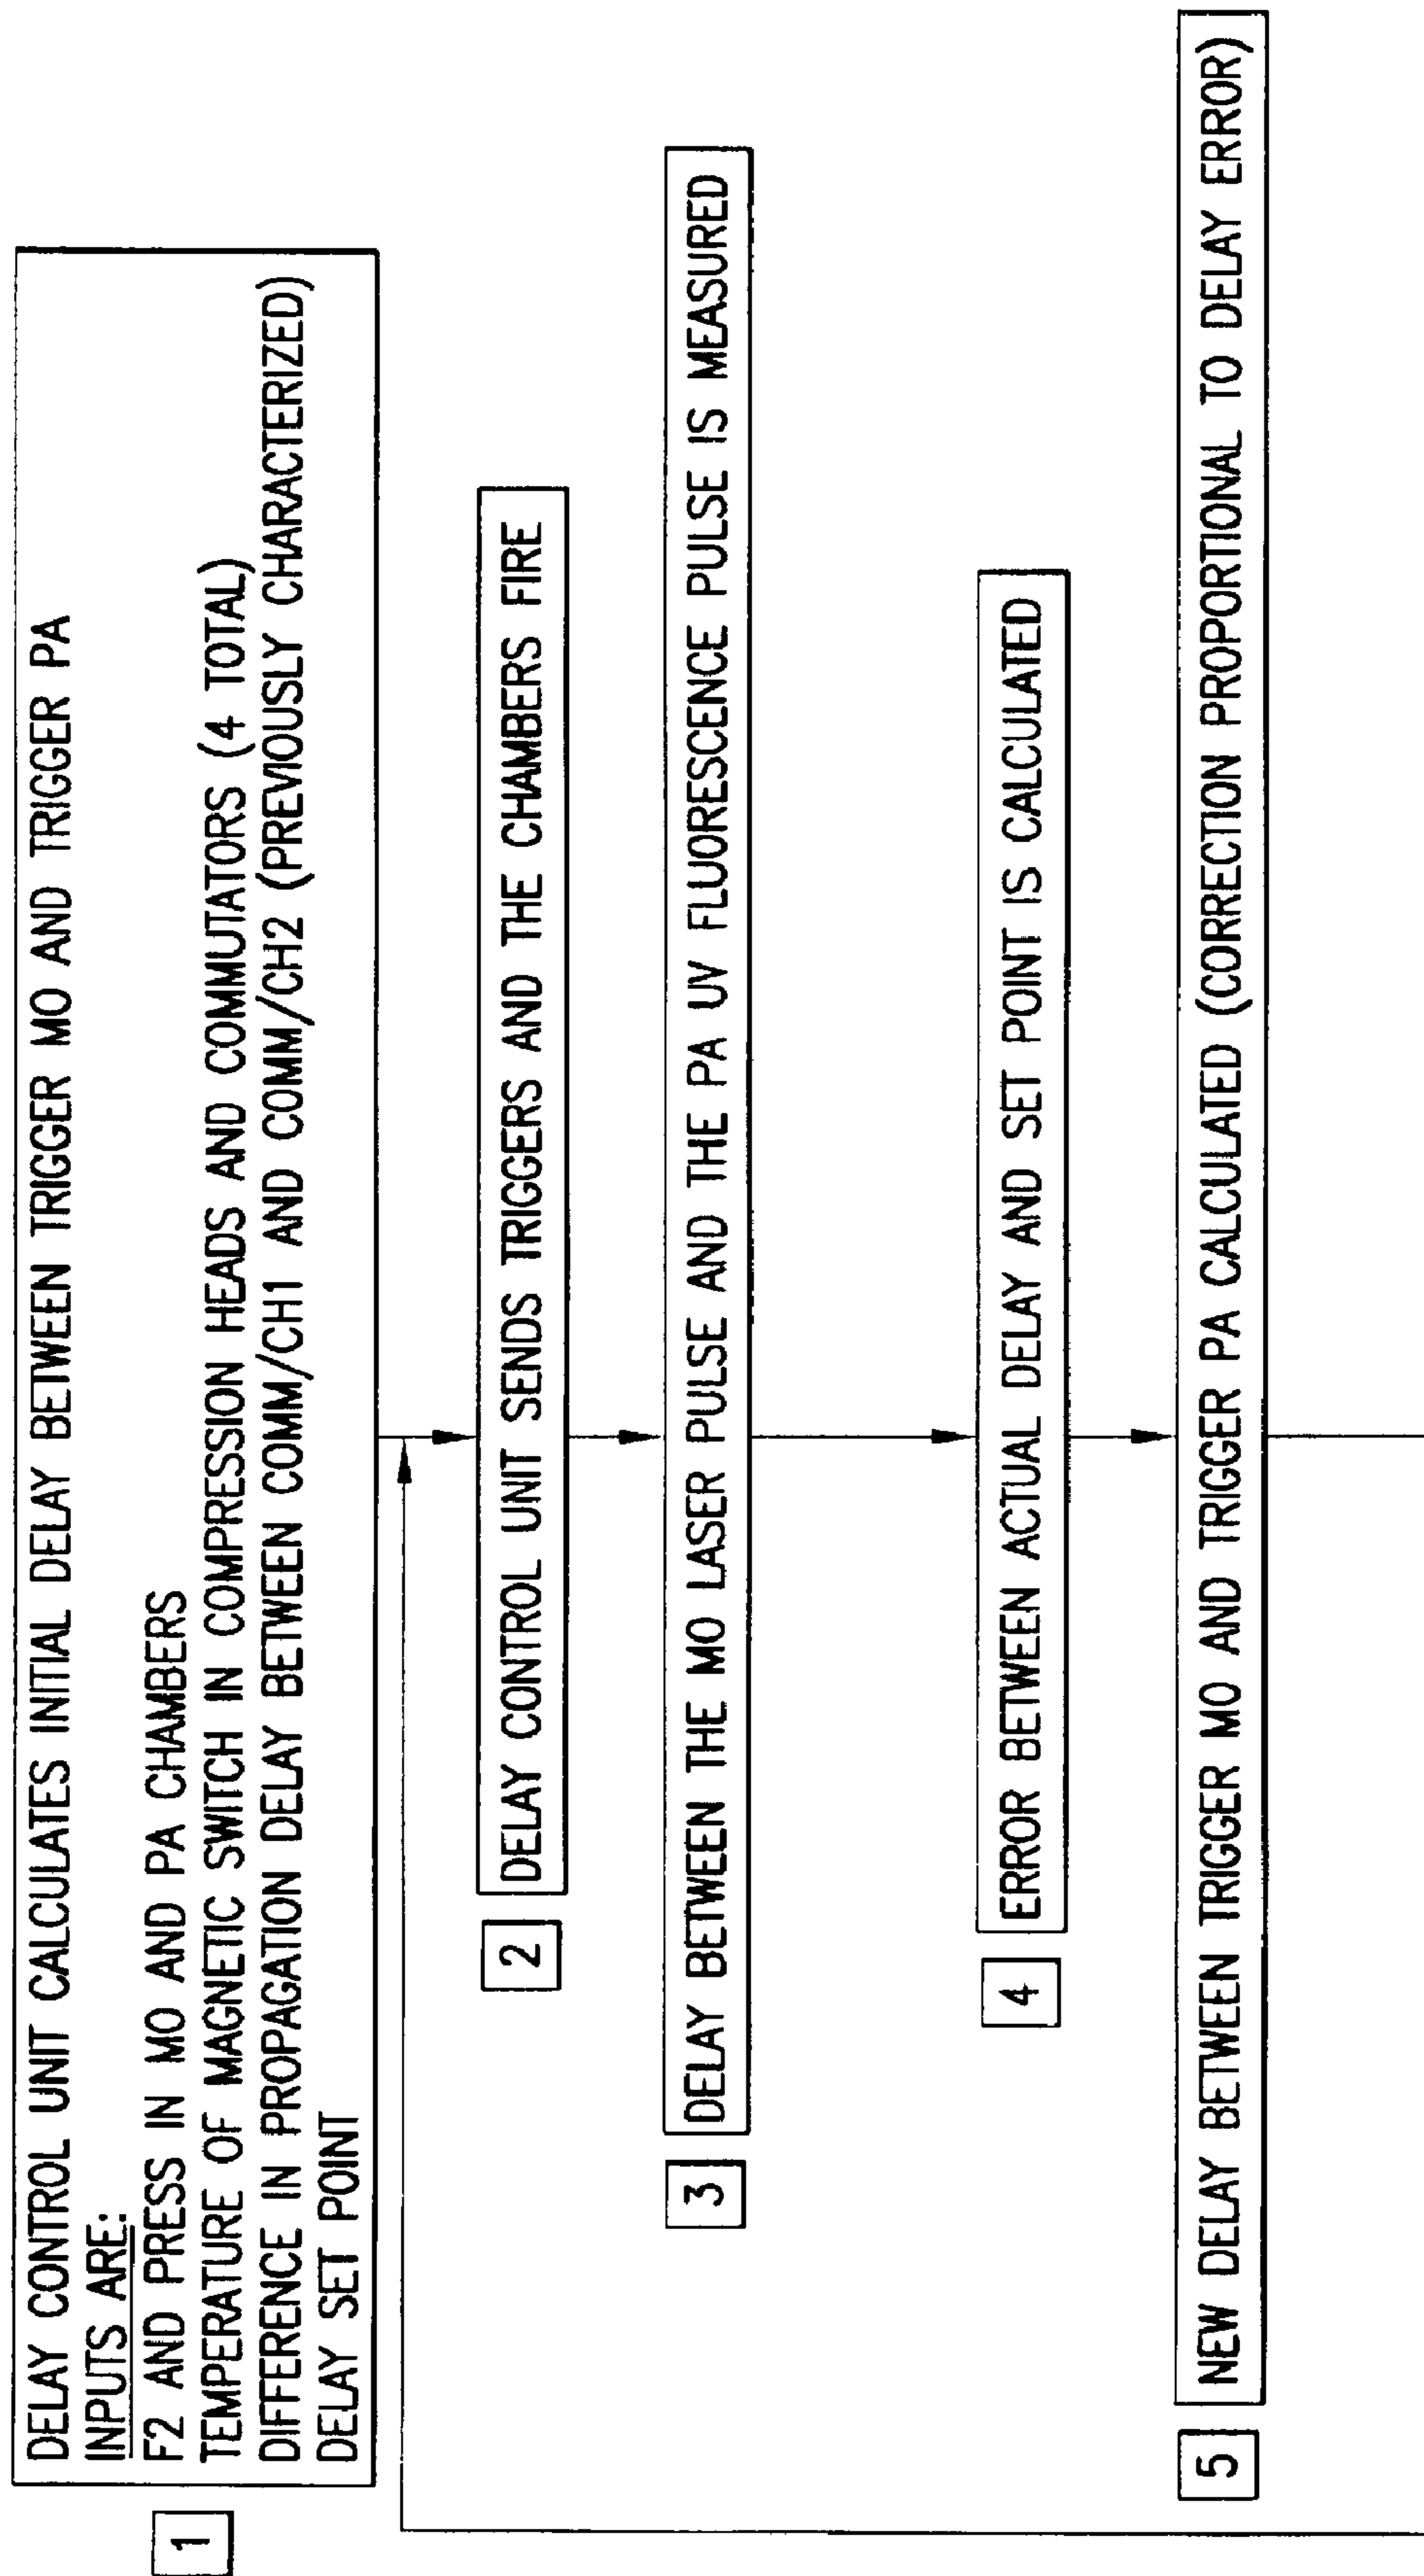 1
DELAY CONTROL UNIT CALCULATES INITIAL DELAY BETWEEN TRIGGER MO AND TRIGGER PA
INPUTS ARE:
F2 AND PRESS IN MO AND PA CHAMBERS
TEMPERATURE OF MAGNETIC SWITCH IN COMPRESSION HEADS AND COMMUTATORS (4 TOTAL)
DIFFERENCE IN PROPAGATION DELAY BETWEEN COMM/CH1 AND COMM/CH2 (PREVIOUSLY CHARACTERIZED)
DELAY SET POINT
2
DELAY CONTROL UNIT SENDS TRIGGERS AND THE CHAMBERS FIRE
3
DELAY BETWEEN THE MO LASER PULSE AND THE PA UV FLUORESCENCE PULSE IS MEASURED
4
ERROR BETWEEN ACTUAL DELAY AND SET POINT IS CALCULATED
5
NEW DELAY BETWEEN TRIGGER MO AND TRIGGER PA CALCULATED (CORRECTION PROPORTIONAL TO DELAY ERROR)